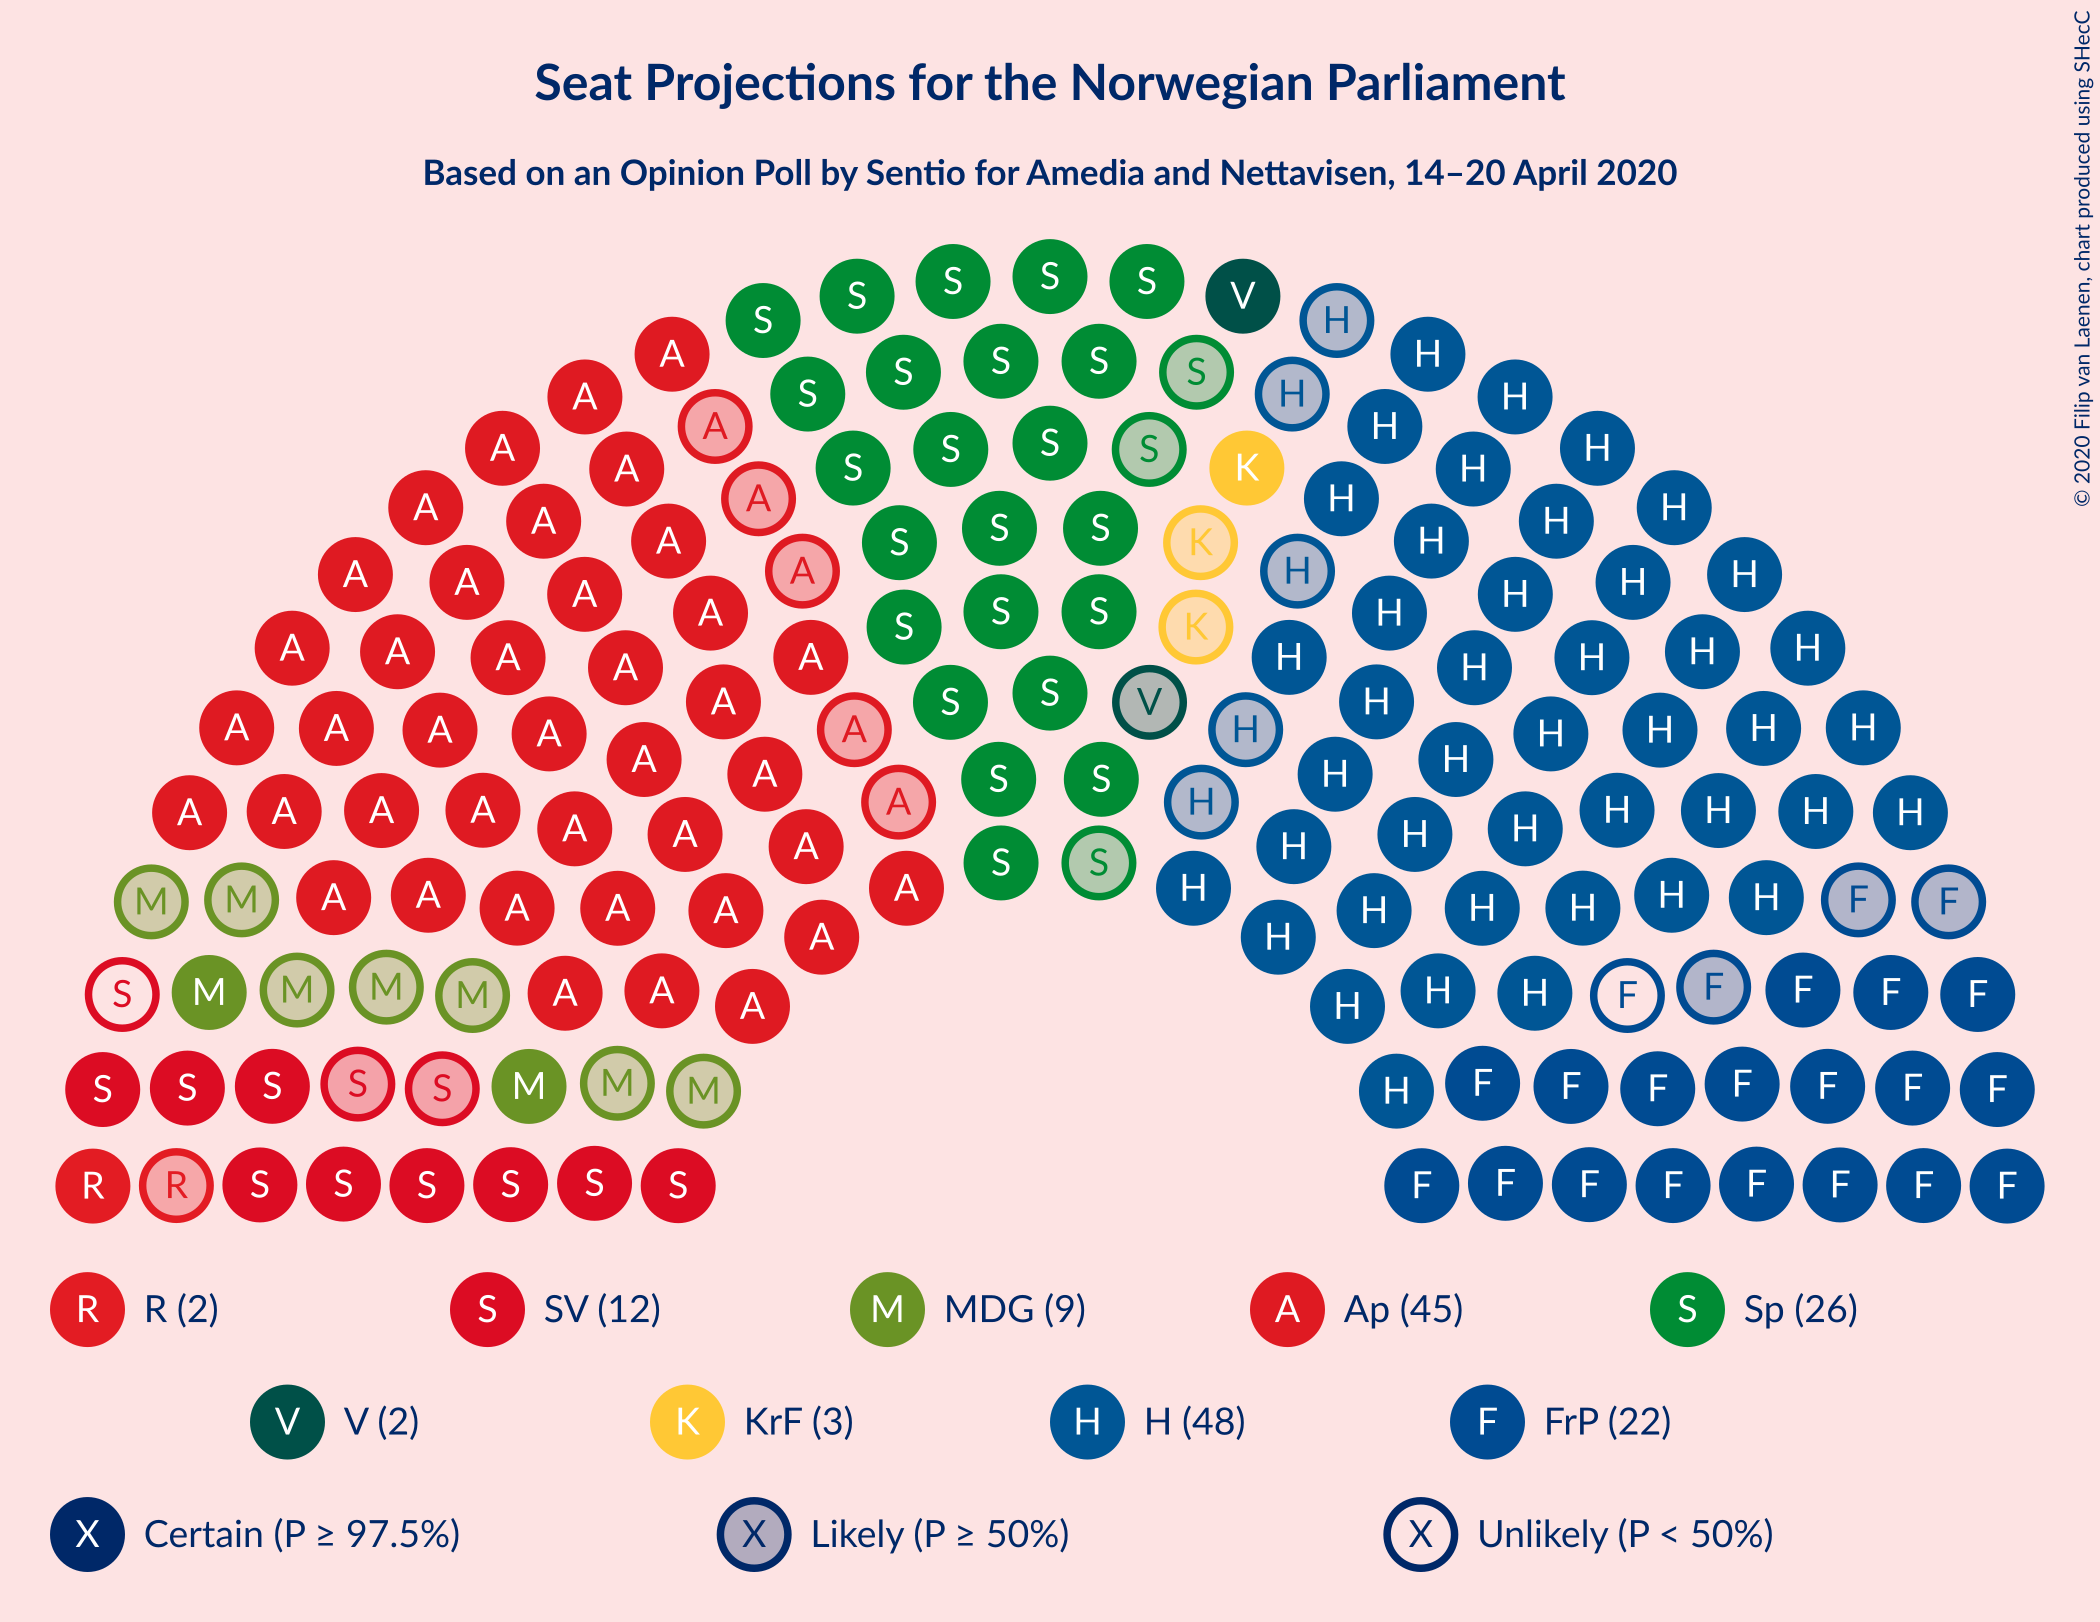 Seat Projections for the Norwegian Parliament
Based on an Opinion Poll by Sentio for Amedia and Nettavisen, 14–20 April 2020
© 2020 Filip van Laenen, chart produced using SHecC
S S S S S V H
A S S S S S H H
A A S S S S K H H
A A A S S S K H H H
A A A A S S S K H H H H
A A A A A S S V H H H H H
A A A A A A S S H H H H H H
A A A A A A A S S H H H H H H H
A A A A A A A A H H H H H H H H
A A A A A A A A H H H H H H H H
M M A A A A A A A H H H H H H H F F
S M M M M A A A H H H F F F F F
S S S S S M M M H F F F F F F F
R R S S S S S S F F F F F F F F
R R (2) S SV (12) M MDG (9) A Ap (45) S Sp (26)
V V (2) K KrF (3) H H (48) F FrP (22)
X Certain (P ≥ 97.5%) X Likely (P ≥ 50%) X Unlikely (P < 50%)